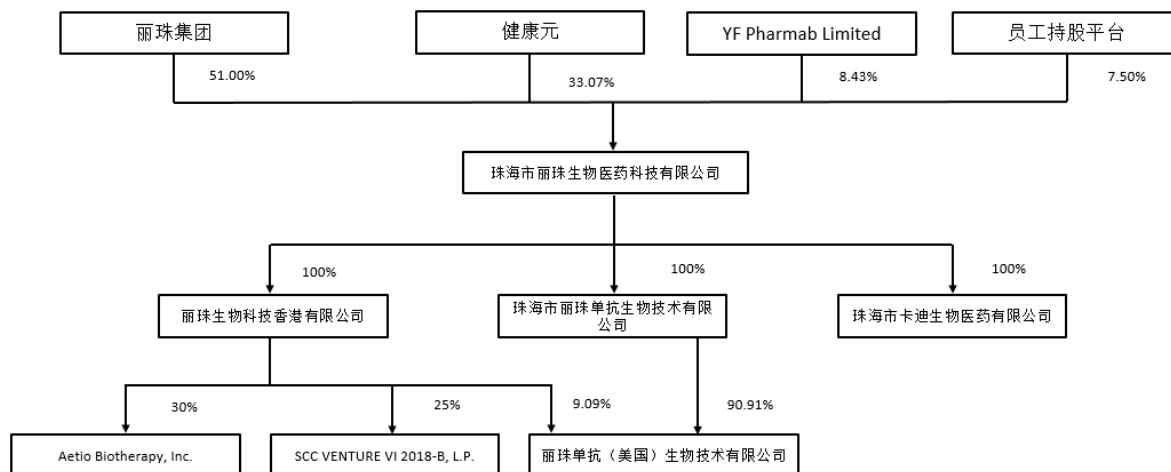 丽珠集团
健康元
YF Pharmab Limited
员工持股平台
51.00%
33.07%
8.43%
7.50%
珠海市丽珠生物医药科技有限公司
100%
100%
100%
丽珠生物科技香港有限公司
珠海市丽珠单抗生物技术有限
公司
珠海市卡迪生物医药有限公司
30%
25%
9.09%
90.91%
Aetio Biotherapy, Inc.
SCC VENTURE VI 2018-B, L.P.
丽珠单抗（美国）生物技术有限公司